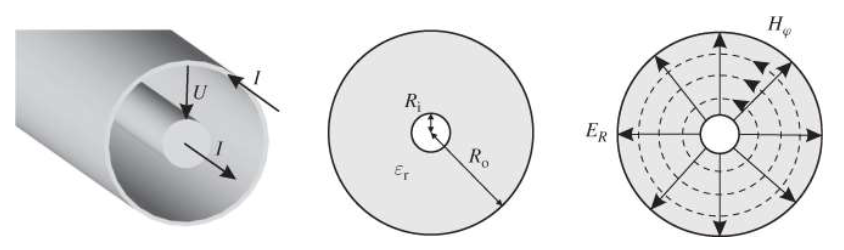 U
I
I
R_i
R_o
ε_r
H_φ
E_R